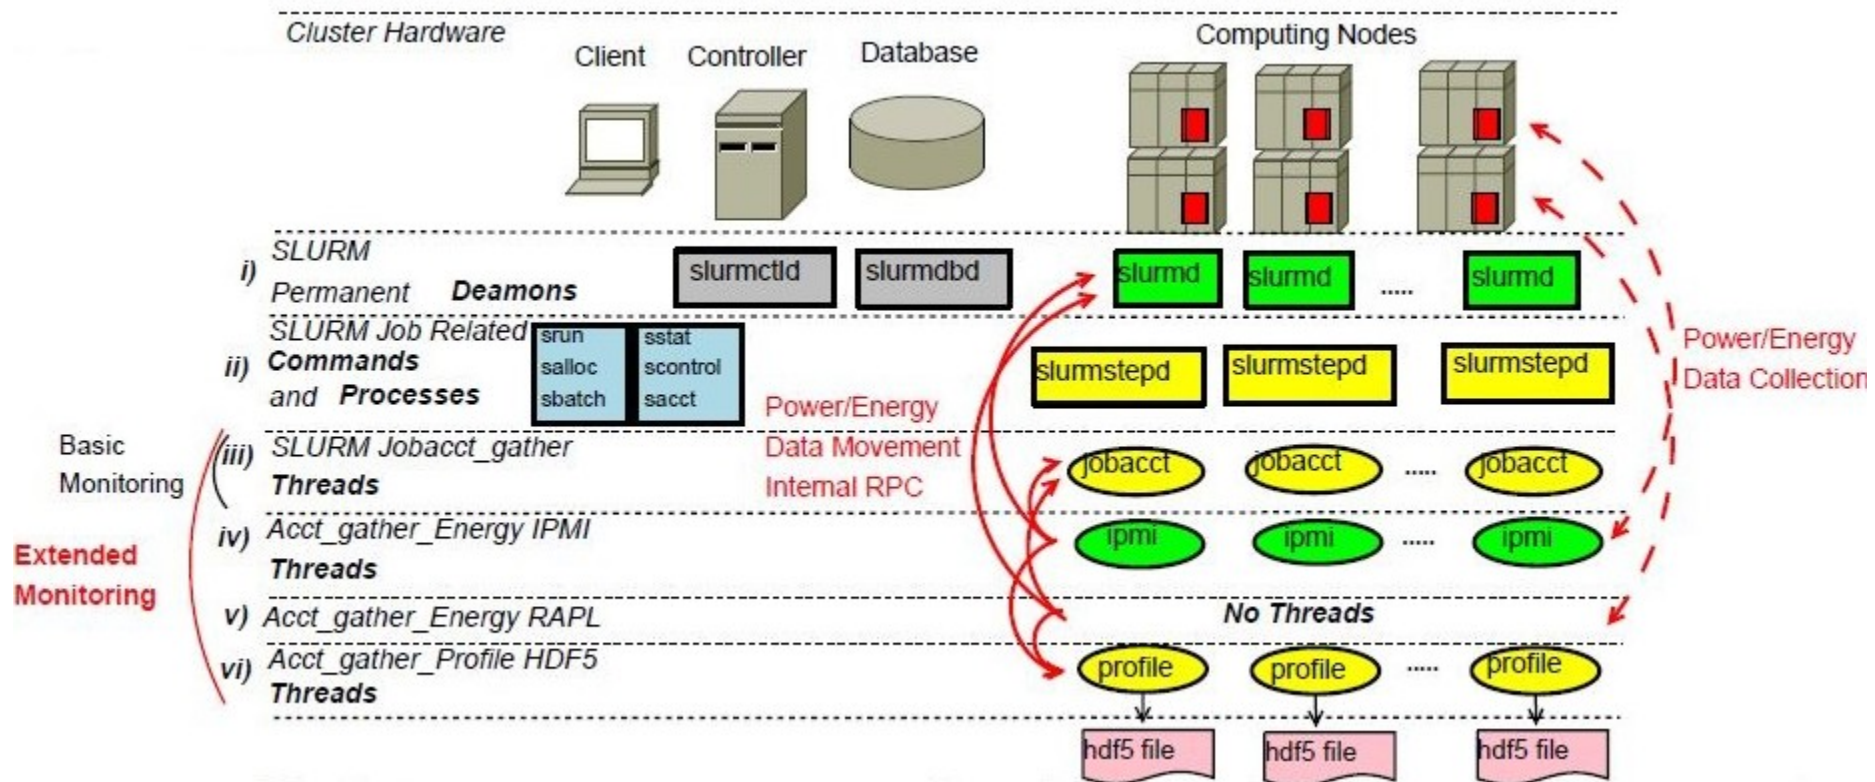 Cluster Hardware
Client
Controller
Database
Computing Nodes
i) SLURM
Permanent Deamons
slurmctld
slurmdbd
slurmd
slurmd
.....
slurmd
ii) SLURM Job Related
Commands
and Processes
srun
salloc
sbatch
sstat
scontrol
sacct
slurmstepd
slurmstepd
slurmstepd
Power/Energy
Data Collection
Power/Energy
Data Movement
Internal RPC
Basic
Monitoring
iii) SLURM Jobacct_gather
Threads
jobacct
jobacct
.....
jobacct
Extended
Monitoring
iv) Acct_gather_Energy IPMI
Threads
ipmi
ipmi
.....
ipmi
v) Acct_gather_Energy RAPL
No Threads
vi) Acct_gather_Profile HDF5
Threads
profile
profile
.....
profile
hdf5 file
hdf5 file
hdf5 file